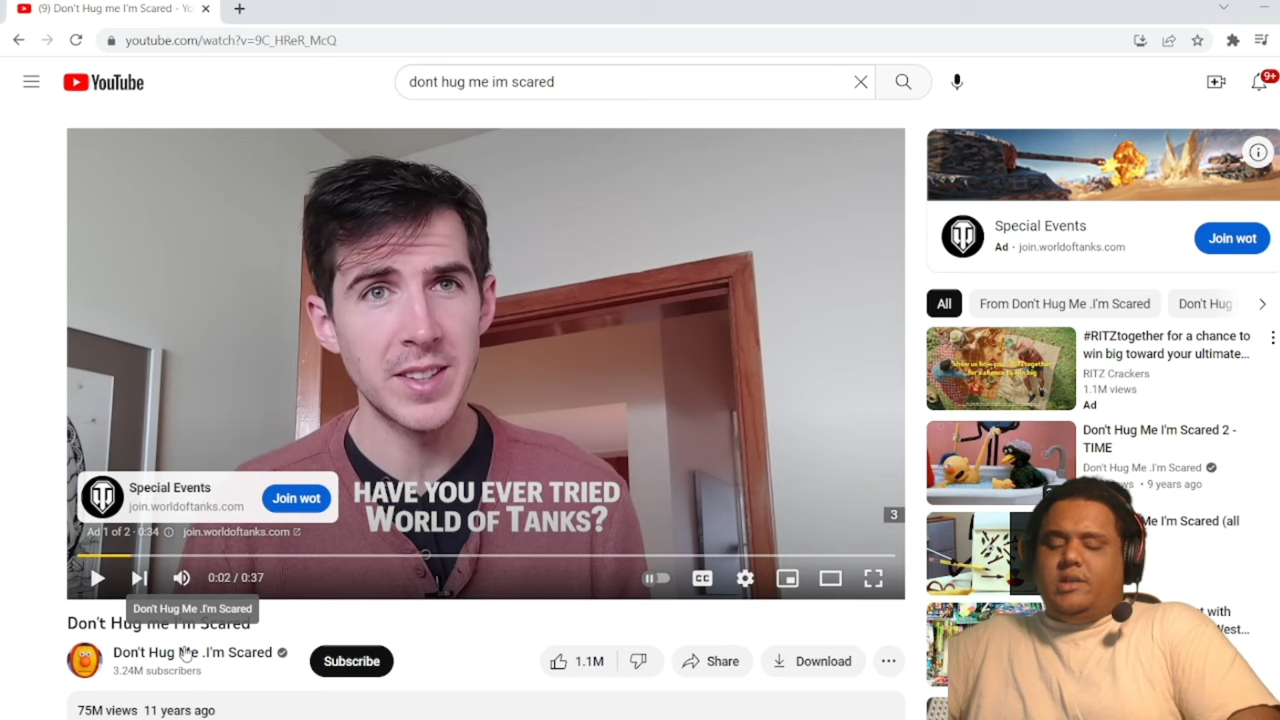 (9) Don't Hug me I'm Scared - Yo
youtube.com/watch?v=9C_HReR_McQ
YouTube
dont hug me im scared
9+
Special Events
Ad · join.worldoftanks.com
Join wot
All
From Don't Hug Me .I'm Scared
Don't Hug
#RITZtogether for a chance to
win big toward your ultimate...
RITZ Crackers
1.1M views
Ad
Don't Hug Me I'm Scared 2 -
TIME
Don't Hug Me .I'm Scared
9 years ago
Me I'm Scared (all
t with
West...
Special Events
join.worldoftanks.com
Join wot
HAVE YOU EVER TRIED
WORLD OF TANKS?
3
Ad 1 of 2 · 0:34
join.worldoftanks.com
0:02 / 0:37
CC
Don't Hug Me .I'm Scared
Don't Hug me I'm Scared
Don't Hug Me .I'm Scared
3.24M subscribers
Subscribe
1.1M
Share
Download
75M views 11 years ago